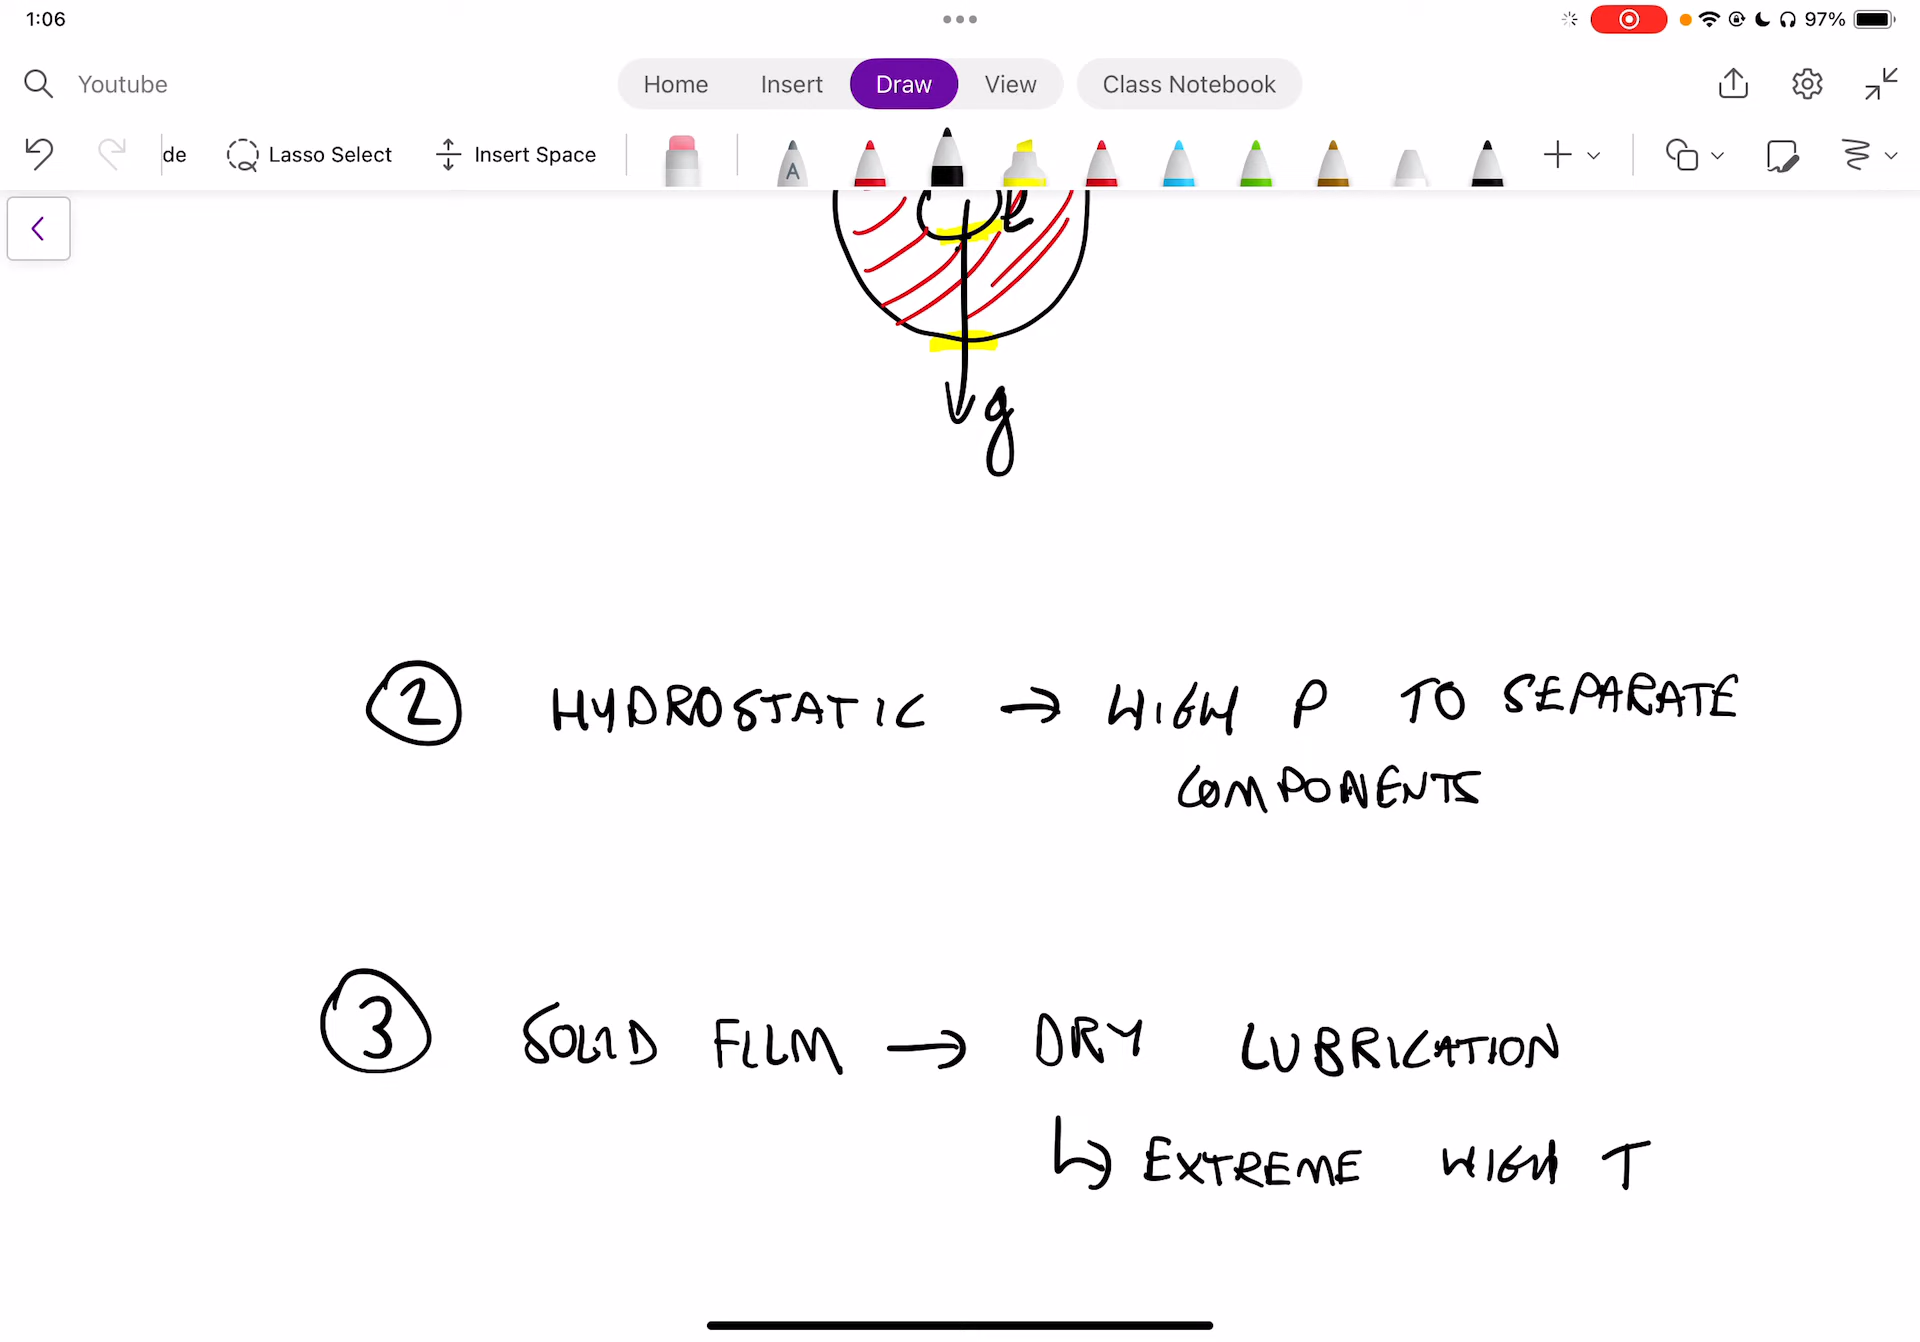 1:06
97%
Youtube
Home Insert Draw View Class Notebook
de Lasso Select Insert Space
A
t
g
2 HYDROSTATIC → HIGH P TO SEPARATE
COMPONENTS
3 SOLID FILM → DRY LUBRICATION
↳ EXTREME HIGH T